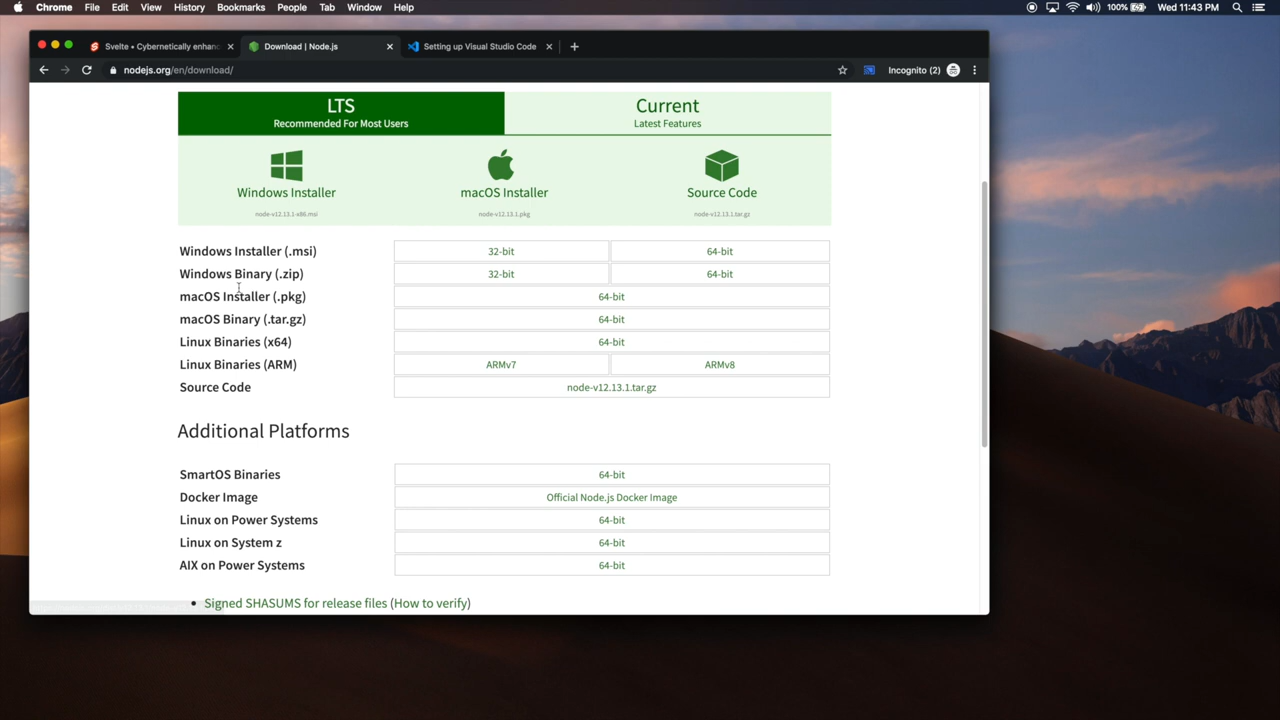 Chrome File Edit View History Bookmarks People Tab Window Help 100% Wed 11:43 PM
Svelte • Cybernetically enhan Download | Node.js Setting up Visual Studio Code
nodejs.org/en/download/ Incognito (2)
LTS
Recommended For Most Users
Current
Latest Features
Windows Installer
node-v12.13.1-x86.msi
macOS Installer
node-v12.13.1.pkg
Source Code
node-v12.13.1.tar.gz
Windows Installer (.msi) 32-bit 64-bit
Windows Binary (.zip) 32-bit 64-bit
macOS Installer (.pkg) 64-bit
macOS Binary (.tar.gz) 64-bit
Linux Binaries (x64) 64-bit
Linux Binaries (ARM) ARMv7 ARMv8
Source Code node-v12.13.1.tar.gz
Additional Platforms
SmartOS Binaries 64-bit
Docker Image Official Node.js Docker Image
Linux on Power Systems 64-bit
Linux on System z 64-bit
AIX on Power Systems 64-bit
• Signed SHASUMS for release files (How to verify)